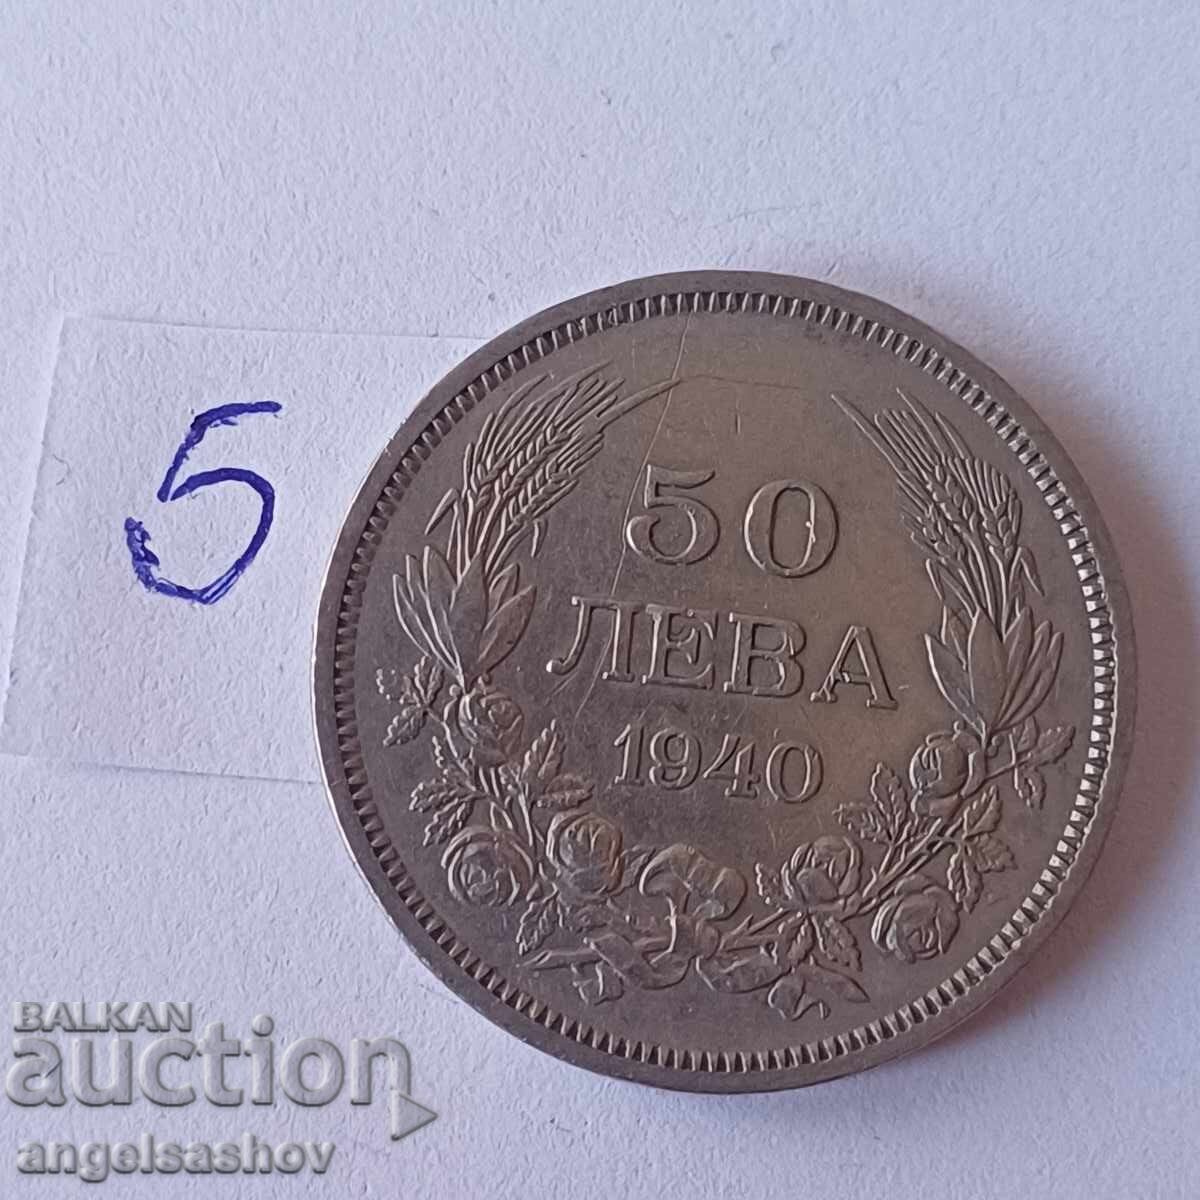 5
50
ЛЕВА
1940
BALKAN
auction
angelsashov